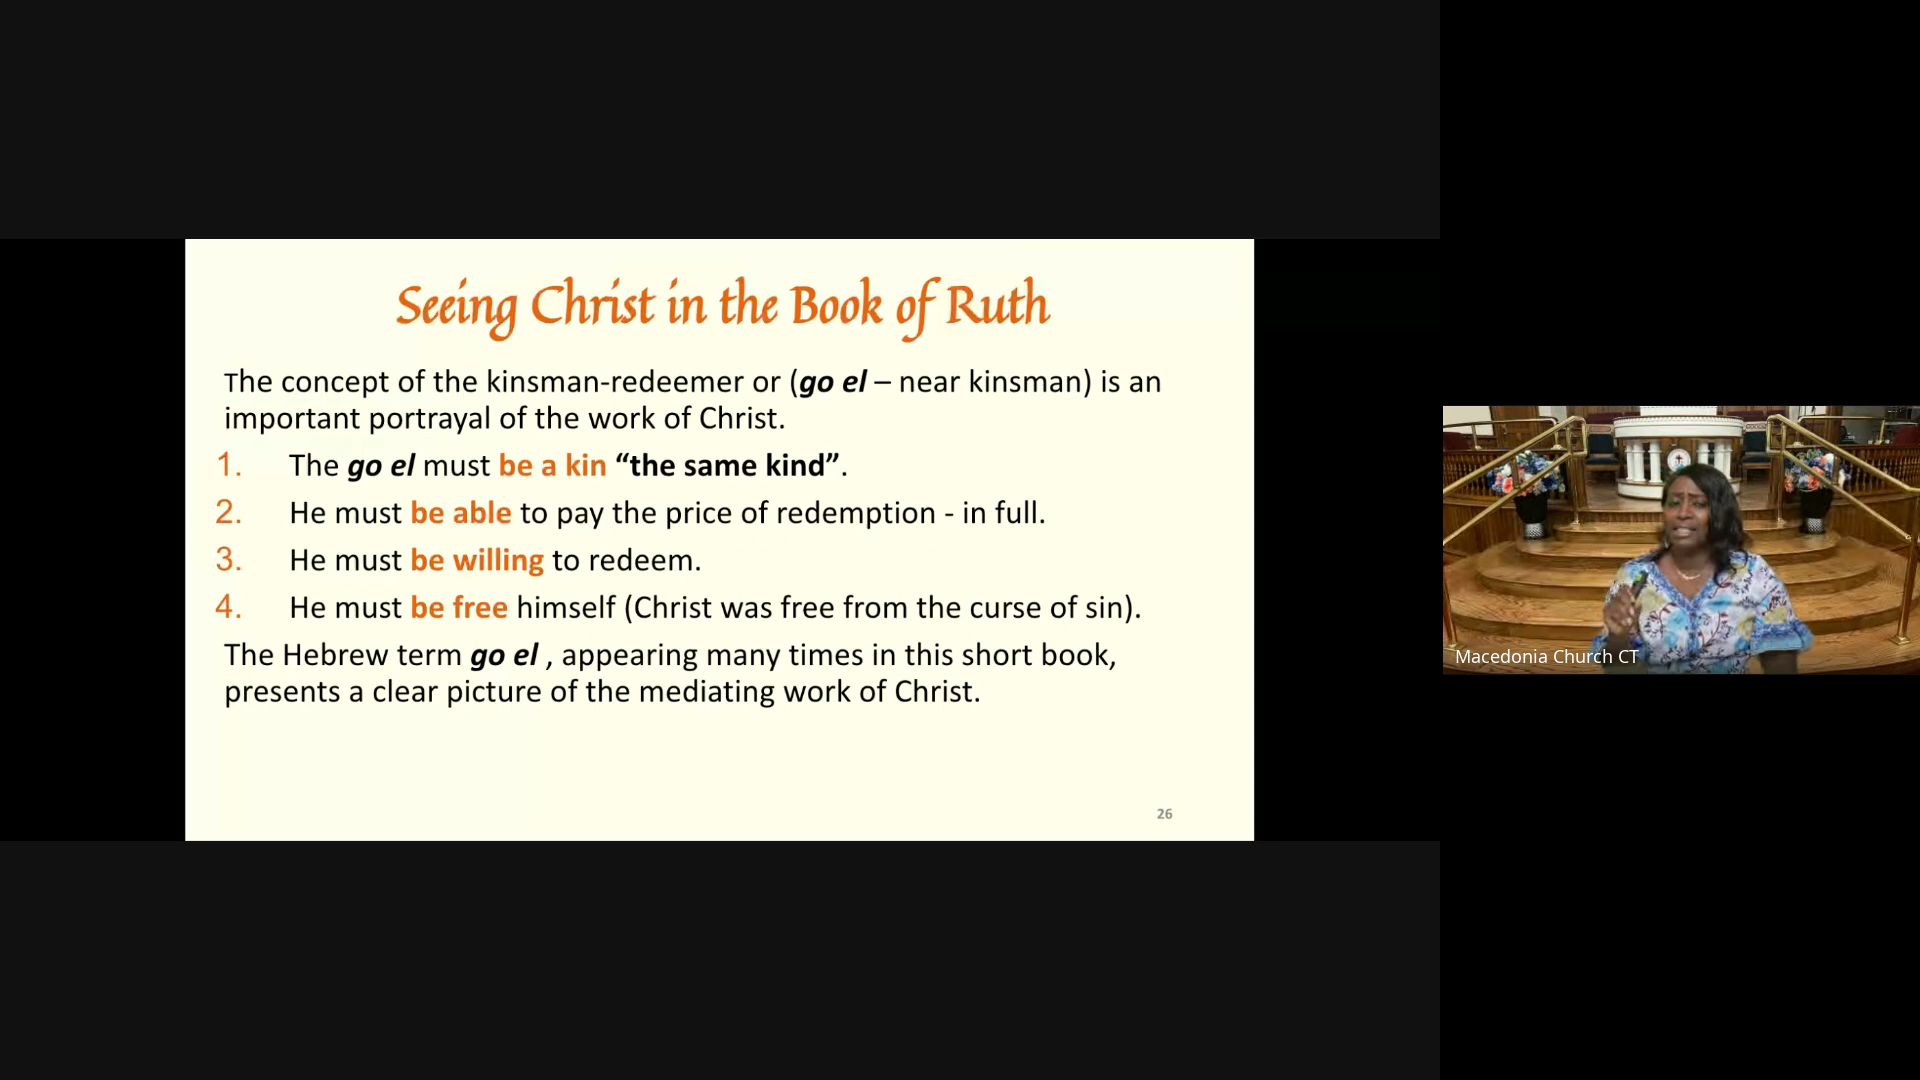 Seeing Christ in the Book of Ruth
The concept of the kinsman-redeemer or (go el – near kinsman) is an
important portrayal of the work of Christ.
1. The go el must be a kin “the same kind”.
2. He must be able to pay the price of redemption - in full.
3. He must be willing to redeem.
4. He must be free himself (Christ was free from the curse of sin).
The Hebrew term go el , appearing many times in this short book,
presents a clear picture of the mediating work of Christ.
26
Macedonia Church CT